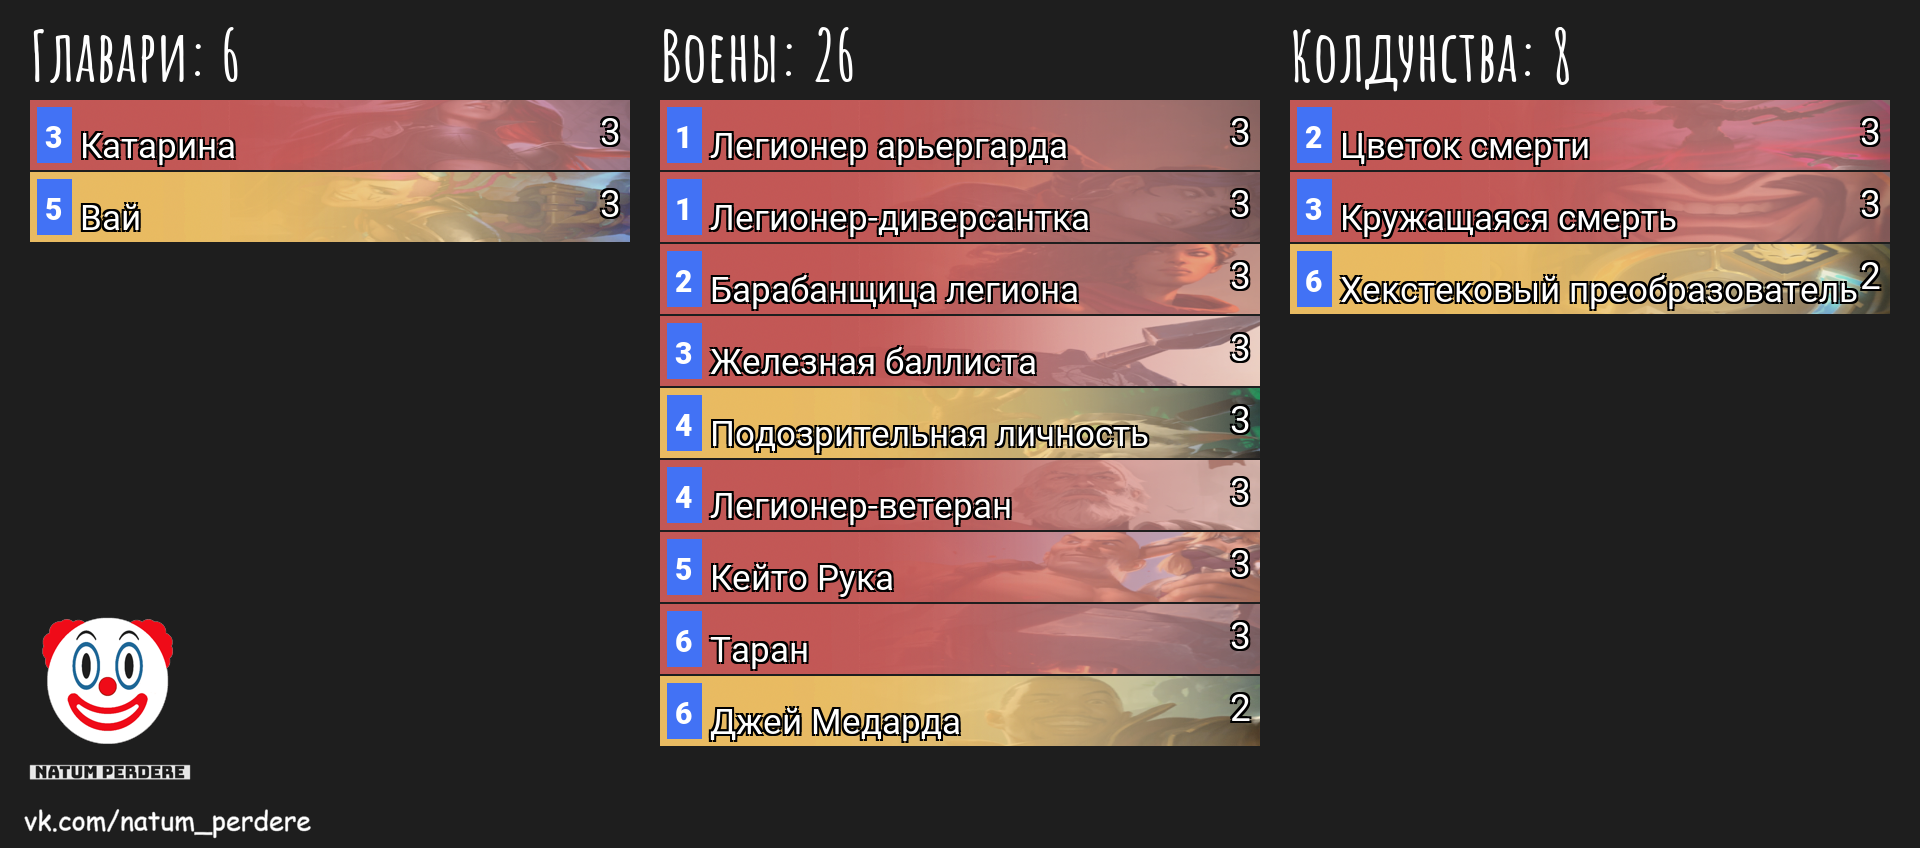 Главари: 6
3 Катарина 3
5 Вай 3
Воены: 26
1 Легионер арьергарда 3
1 Легионер-диверсантка 3
2 Барабанщица легиона 3
3 Железная баллиста 3
4 Подозрительная личность 3
4 Легионер-ветеран 3
5 Кейто Рука 3
6 Таран 3
6 Джей Медарда 2
Колдунства: 8
2 Цветок смерти 3
3 Кружащаяся смерть 3
6 Хекстековый преобразователь 2
NATUM PERDERE
vk.com/natum_perdere